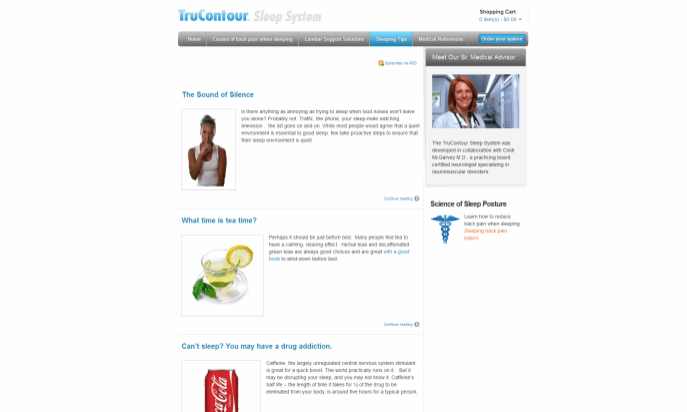 TruContour Sleep System
Shopping Cart
0 Item(s) - $0.00
Home
Causes of back pain when sleeping
Lumbar Support Solutions
Sleeping Tips
Medical References
Order your system
Subscribe via RSS
Meet Our Sr. Medical Advisor
The Sound of Silence
Is there anything as annoying as trying to sleep when loud noises won't leave
you alone? Probably not. Traffic, the phone, your sleep-mate watching
television… the list goes on and on. While most people would agree that a quiet
environment is essential to good sleep, few take proactive steps to ensure that
their sleep environment is quiet.
Continue reading
The TruContour Sleep System was
developed in collaboration with Cindi
McGarvey M.D., a practicing board
certified neurologist specializing in
neuromuscular disorders.
Science of Sleep Posture
Learn how to reduce
back pain when sleeping
Sleeping back pain
basics
What time is tea time?
Perhaps it should be just before bed. Many people find tea to
have a calming, relaxing effect. Herbal teas and decaffeinated
green teas are always good choices and are great with a good
book to wind-down before bed.
Continue reading
Can't sleep? You may have a drug addiction.
Caffeine, the largely unregulated central nervous system stimulant,
is great for a quick boost. The world practically runs on it. But it
may be disrupting your sleep, and you may not know it. Caffeine's
half life – the length of time it takes for ½ of the drug to be
eliminated from your body, is around five hours for a typical person.
Coca-Cola